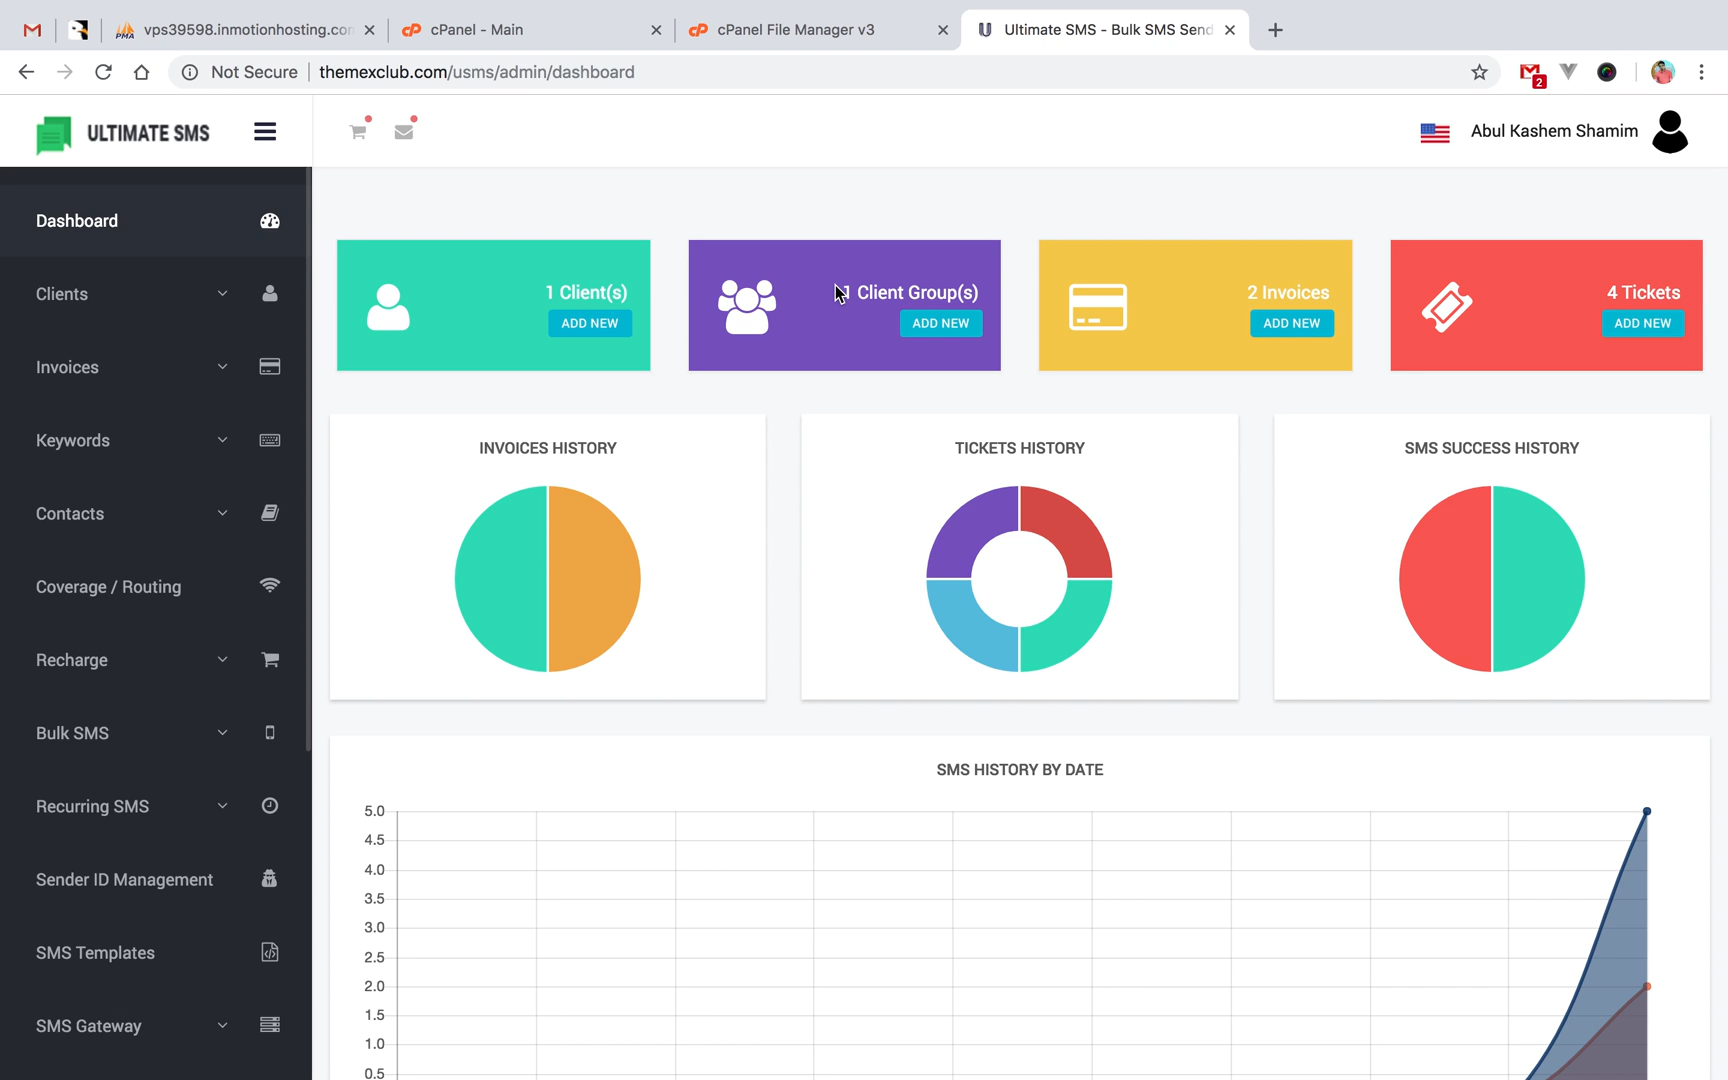 vps39598.inmotionhosting.con
cPanel - Main
cPanel File Manager v3
Ultimate SMS - Bulk SMS Send
Not Secure
themexclub.com/usms/admin/dashboard
2
ULTIMATE SMS
Abul Kashem Shamim
Dashboard
Clients
Invoices
Keywords
Contacts
Coverage / Routing
Recharge
Bulk SMS
Recurring SMS
Sender ID Management
SMS Templates
SMS Gateway
1 Client(s)
ADD NEW
1 Client Group(s)
ADD NEW
2 Invoices
ADD NEW
4 Tickets
ADD NEW
INVOICES HISTORY
TICKETS HISTORY
SMS SUCCESS HISTORY
SMS HISTORY BY DATE
5.0
4.5
4.0
3.5
3.0
2.5
2.0
1.5
1.0
0.5